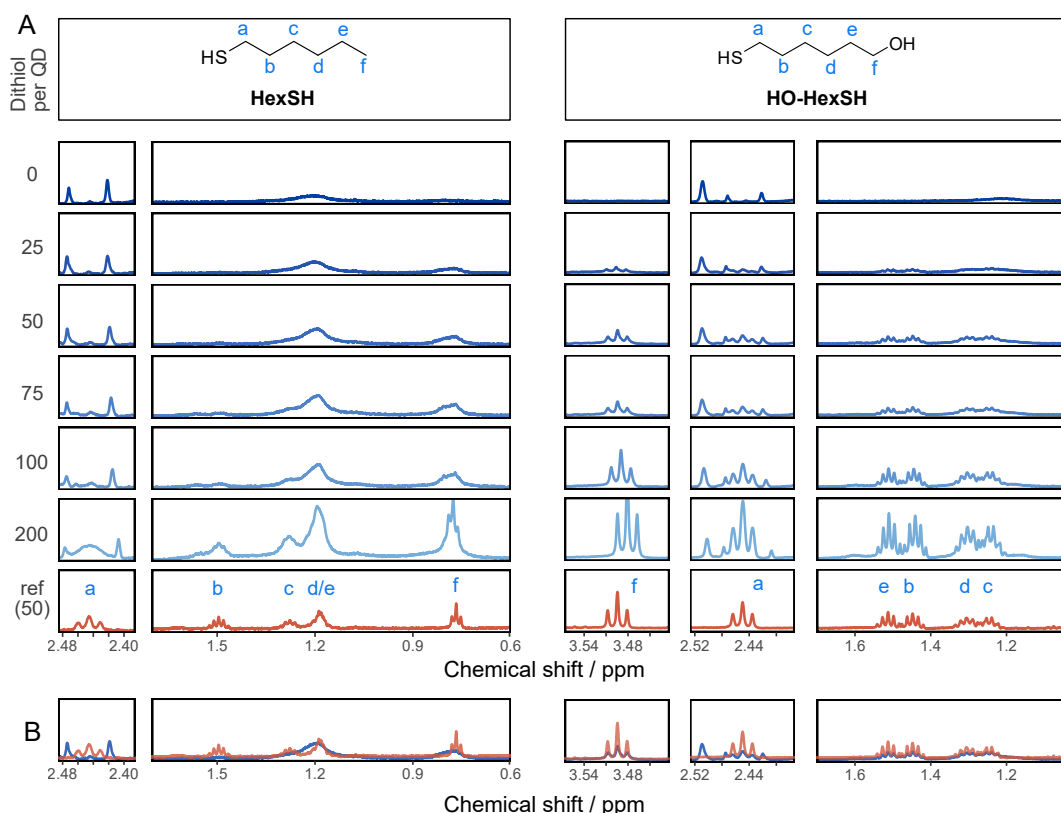 A
Dithiol
per QD
a c e
HS
b d f
HexSH
a c e
OH
HS
b d f
HO-HexSH
0
25
50
75
100
200
ref
(50)
a b c d/e f
f a e b d c
2.48 2.40 1.5 1.2 0.9 0.6
3.54 3.48 2.52 2.44 1.6 1.4 1.2
Chemical shift / ppm
B
2.48 2.40 1.5 1.2 0.9 0.6
3.54 3.48 2.52 2.44 1.6 1.4 1.2
Chemical shift / ppm